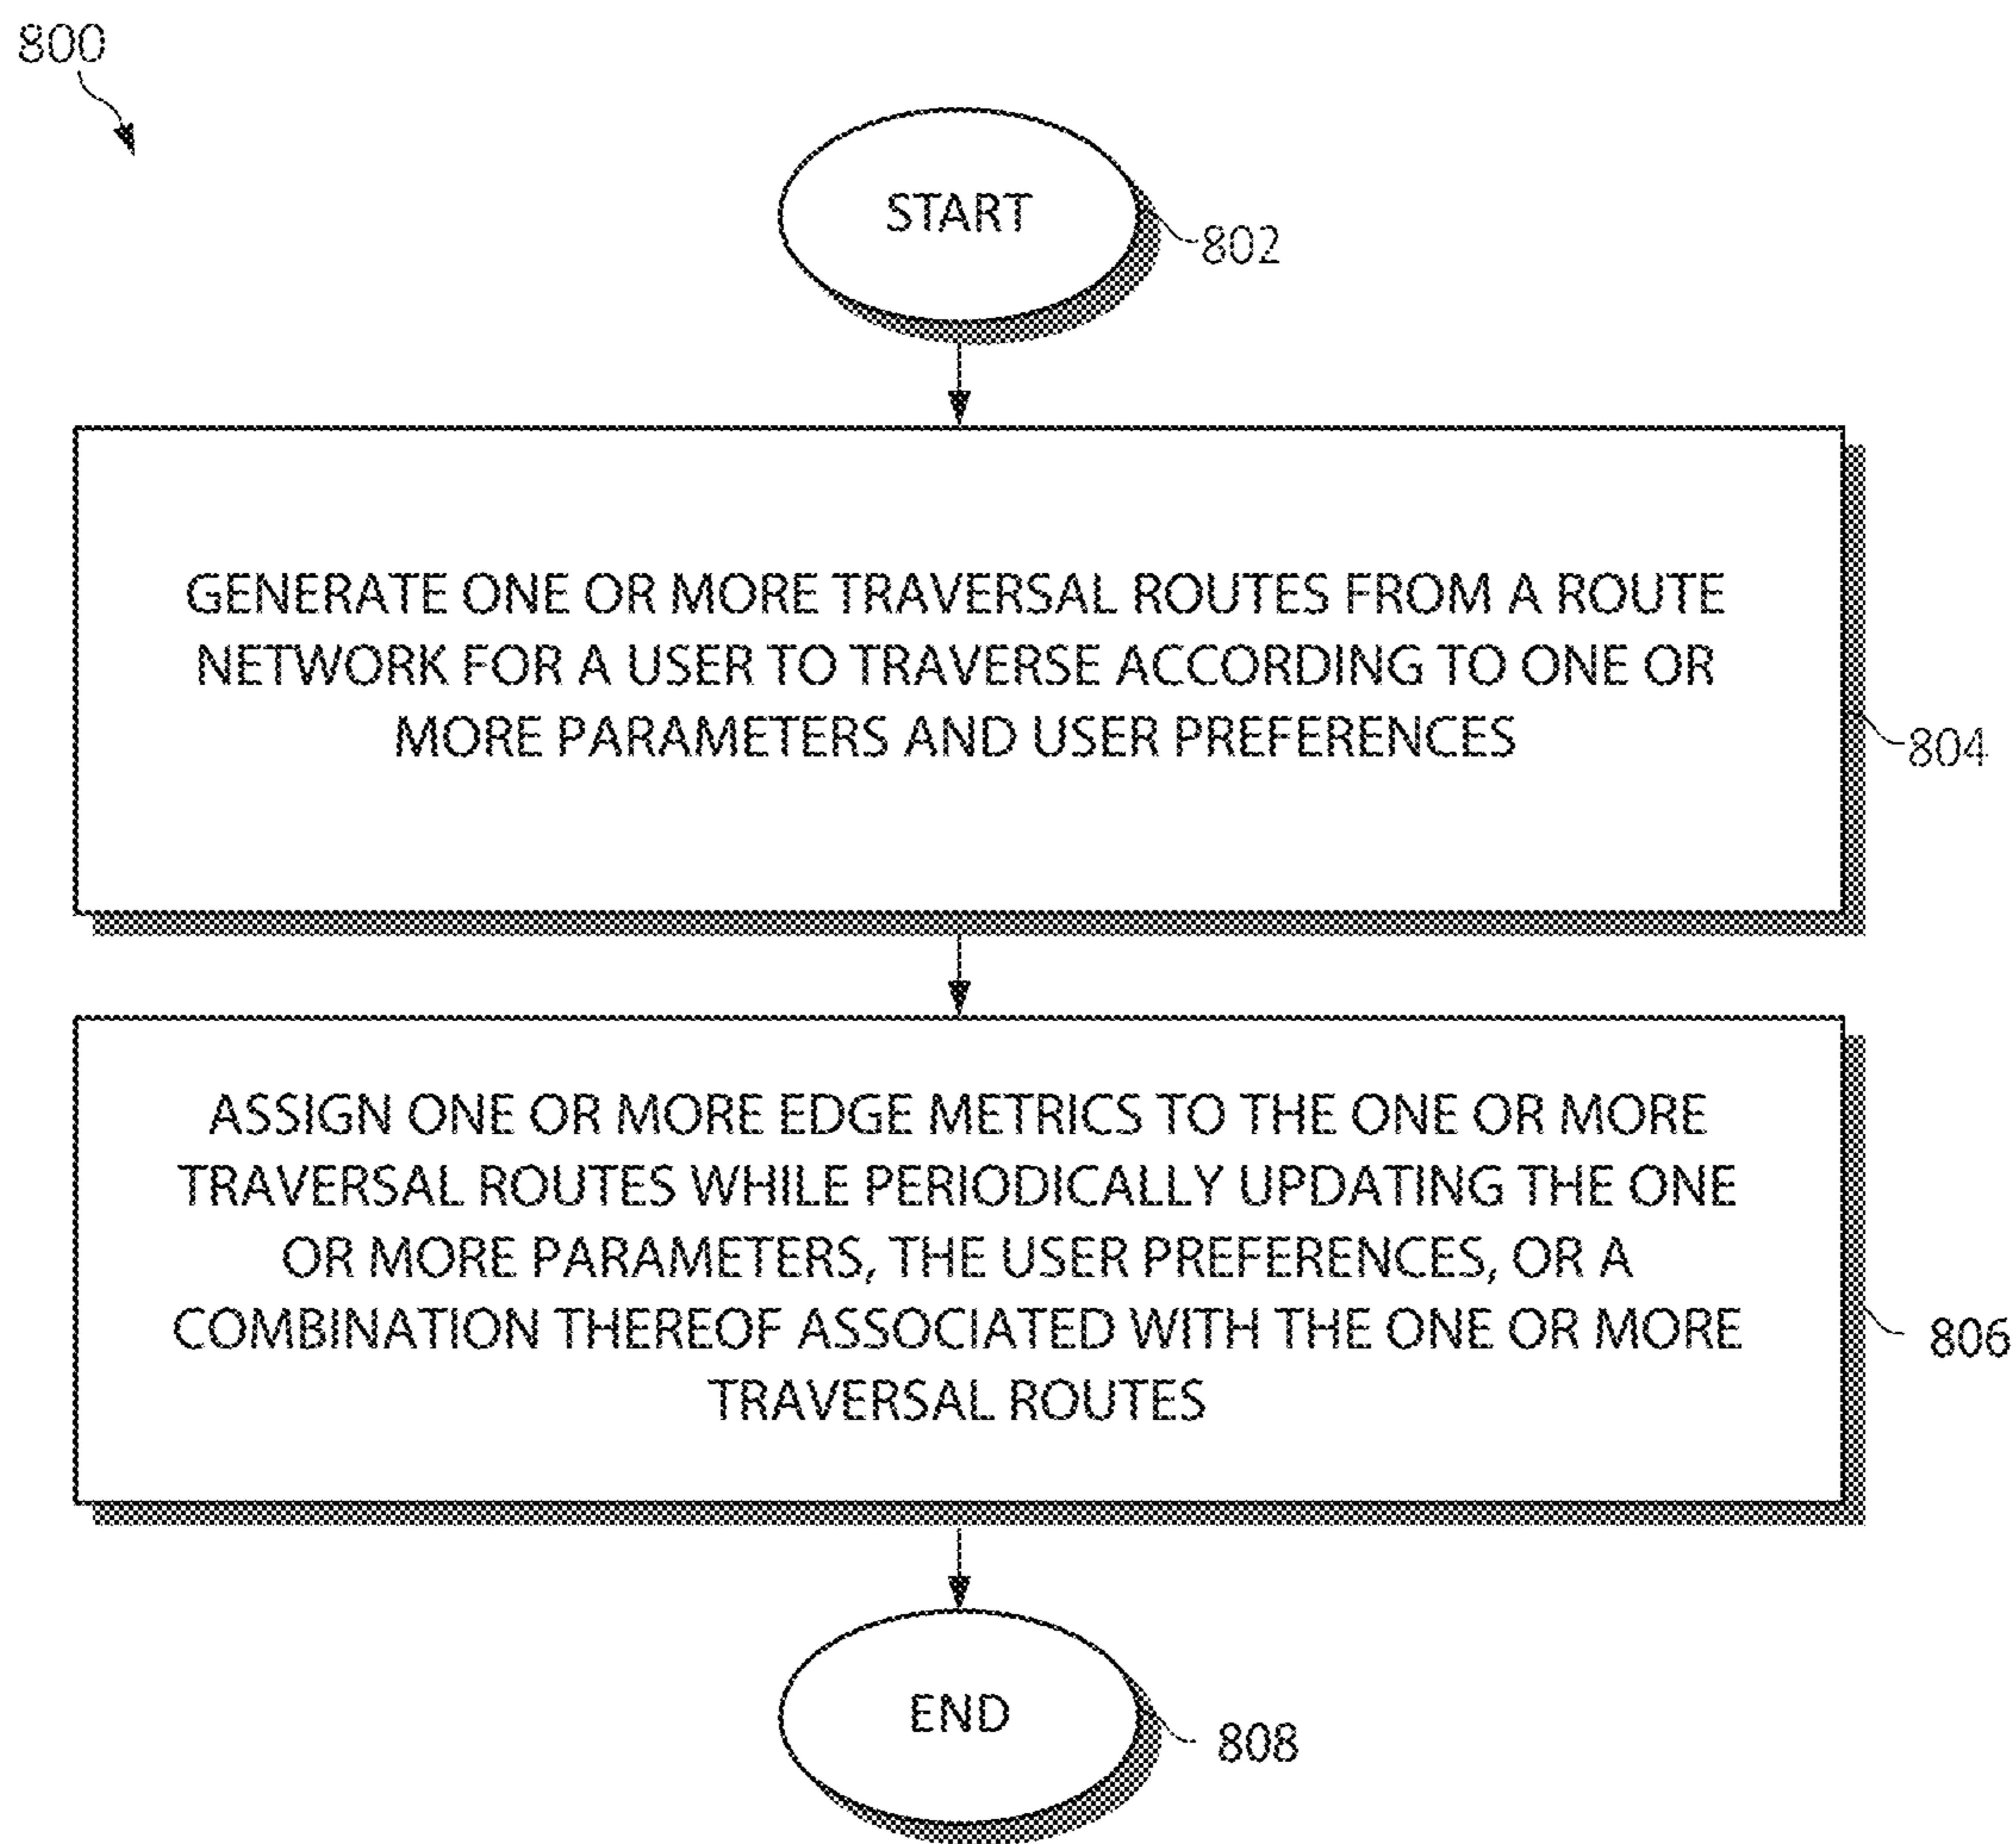 800
START
802
GENERATE ONE OR MORE TRAVERSAL ROUTES FROM A ROUTE
NETWORK FOR A USER TO TRAVERSE ACCORDING TO ONE OR
MORE PARAMETERS AND USER PREFERENCES
804
ASSIGN ONE OR MORE EDGE METRICS TO THE ONE OR MORE
TRAVERSAL ROUTES WHILE PERIODICALLY UPDATING THE ONE
OR MORE PARAMETERS, THE USER PREFERENCES, OR A
COMBINATION THEREOF ASSOCIATED WITH THE ONE OR MORE
TRAVERSAL ROUTES
806
END
808